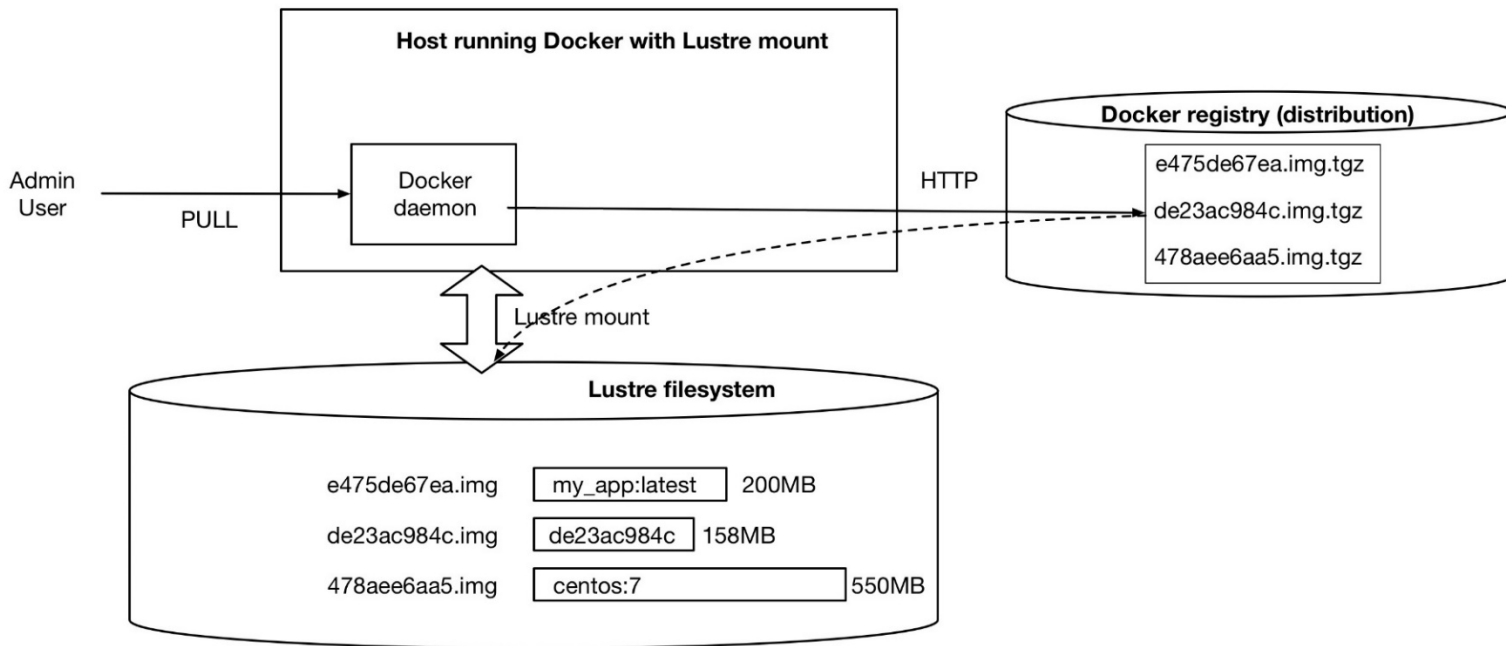 Host running Docker with Lustre mount
Docker registry (distribution)
e475de67ea.img.tgz
de23ac984c.img.tgz
478aee6aa5.img.tgz
HTTP
Admin
User
PULL
Docker
daemon
Lustre mount
Lustre filesystem
e475de67ea.img my_app:latest 200MB
de23ac984c.img de23ac984c 158MB
478aee6aa5.img centos:7 550MB